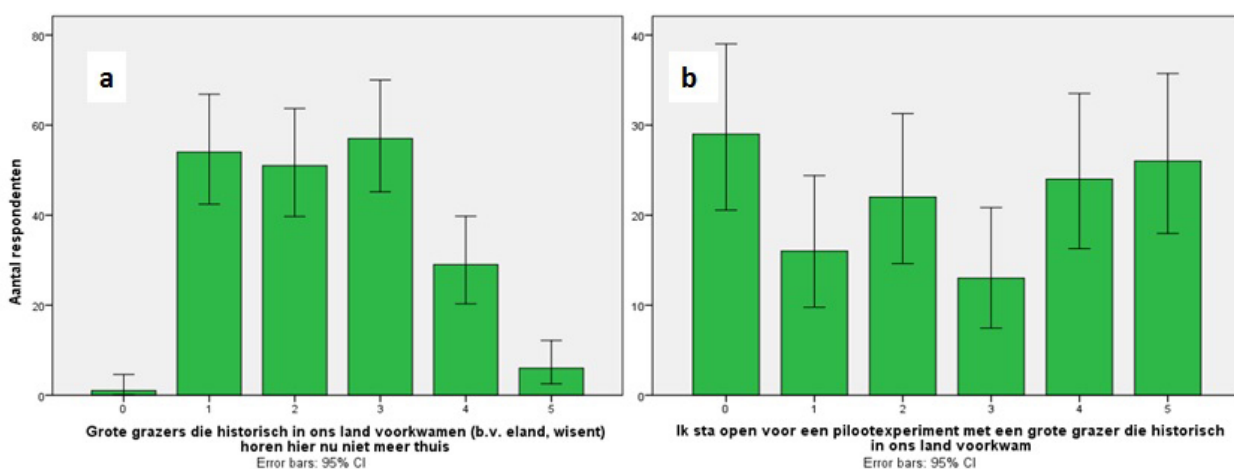 a
80
60
40
20
0
Aantal respondenten
0 1 2 3 4 5
Grote grazers die historisch in ons land voorkwamen (b.v. eland, wisent)
horen hier nu niet meer thuis
Error bars: 95% CI
b
40
30
20
10
0
0 1 2 3 4 5
Ik sta open voor een pilootexperiment met een grote grazer die historisch
in ons land voorkwam
Error bars: 95% CI